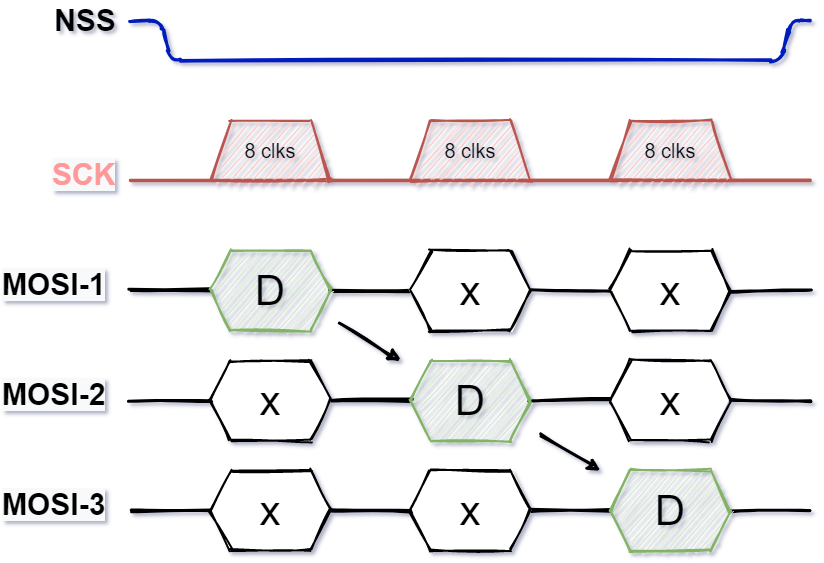 NSS
SCK 8 clks 8 clks 8 clks
MOSI-1 D x x
MOSI-2 x D x
MOSI-3 x x D